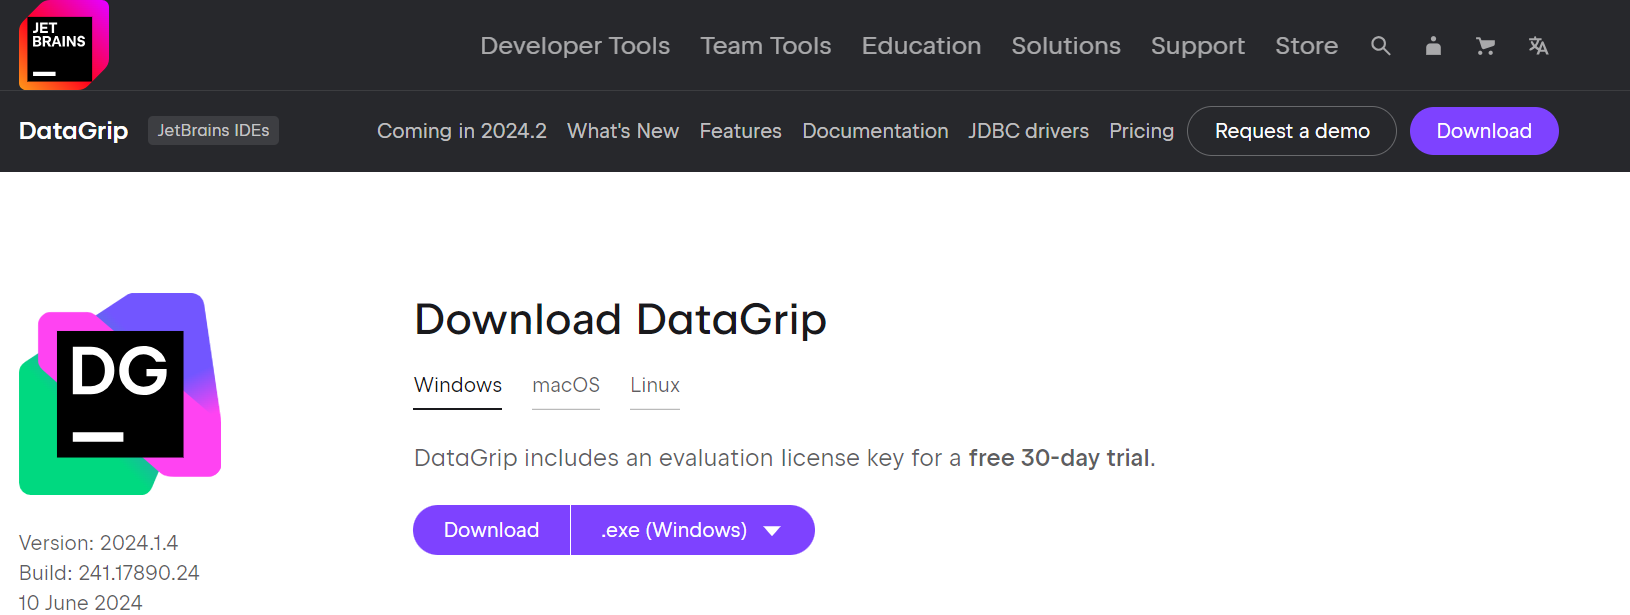 JET
BRAINS
Developer Tools Team Tools Education Solutions Support Store
DataGrip JetBrains IDEs Coming in 2024.2 What's New Features Documentation JDBC drivers Pricing Request a demo Download
DG
Download DataGrip
Windows macOS Linux
DataGrip includes an evaluation license key for a free 30-day trial.
Download .exe (Windows)
Version: 2024.1.4
Build: 241.17890.24
10 June 2024